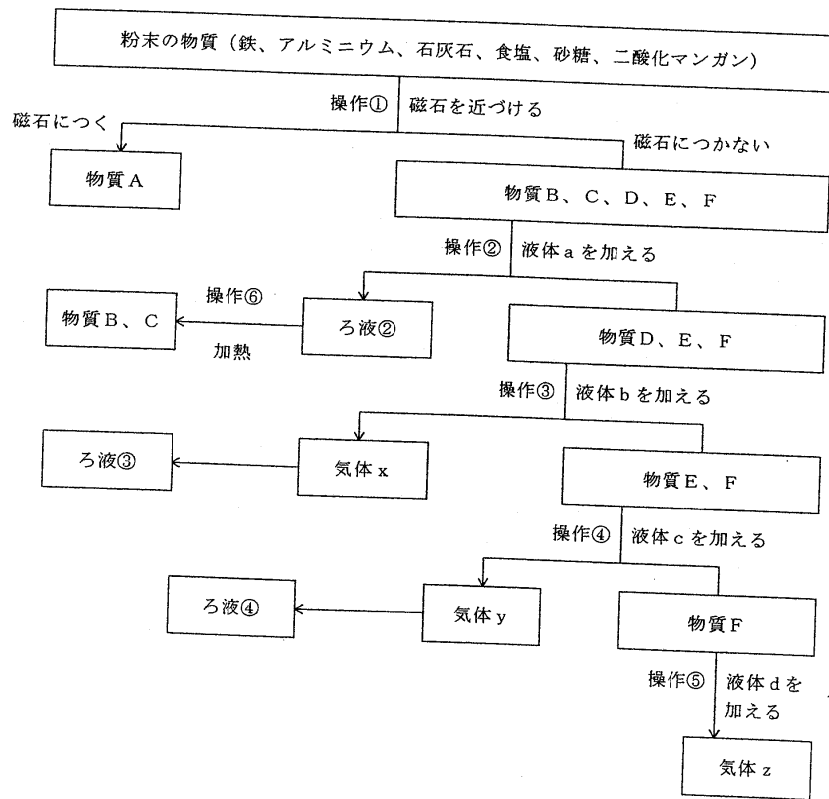 粉末の物質（鉄、アルミニウム、石灰石、食塩、砂糖、二酸化マンガン）
操作① 磁石を近づける
磁石につく
磁石につかない
物質A
物質B、C、D、E、F
操作② 液体aを加える
操作⑥
物質B、C
ろ液②
加熱
物質D、E、F
操作③ 液体bを加える
ろ液③
気体x
物質E、F
操作④ 液体cを加える
ろ液④
気体y
物質F
操作⑤ 液体dを
加える
気体z